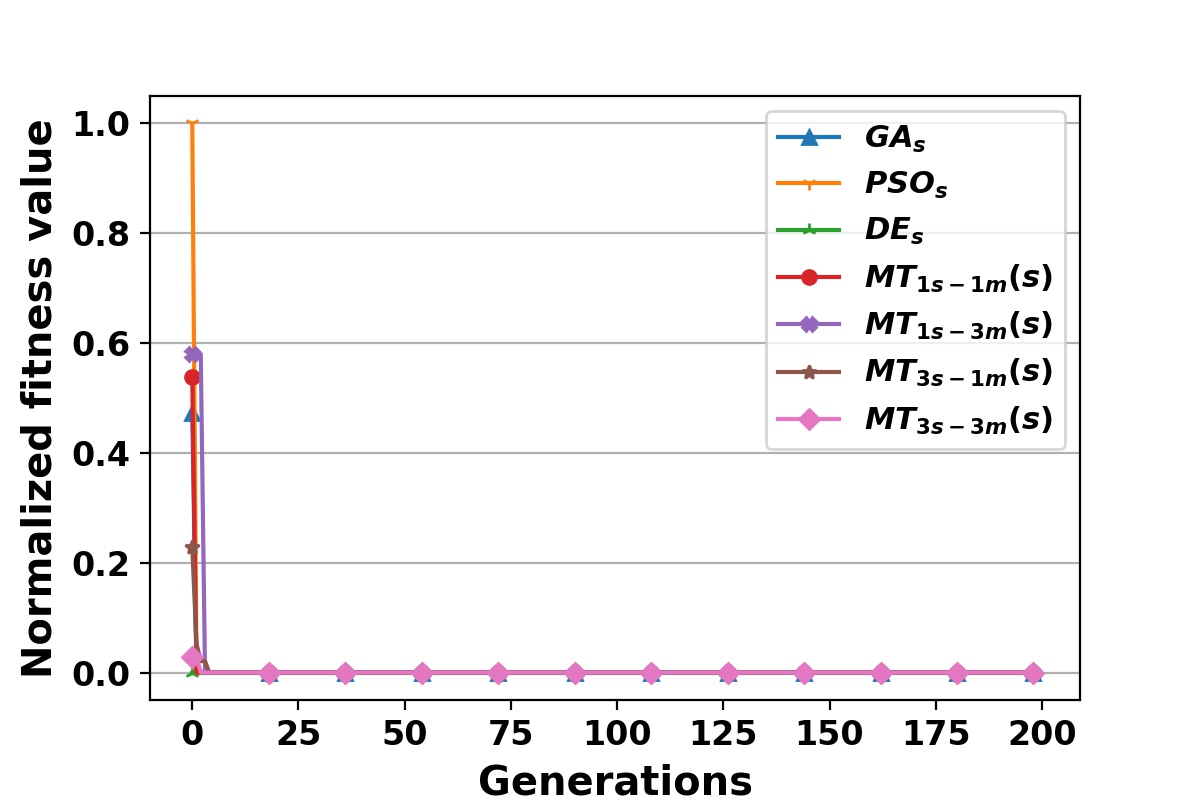 Normalized fitness value
1.0
0.8
0.6
0.4
0.2
0.0
GAs
PSOs
DEs
MT1s−1m(s)
MT1s−3m(s)
MT3s−1m(s)
MT3s−3m(s)
0 25 50 75 100 125 150 175 200
Generations